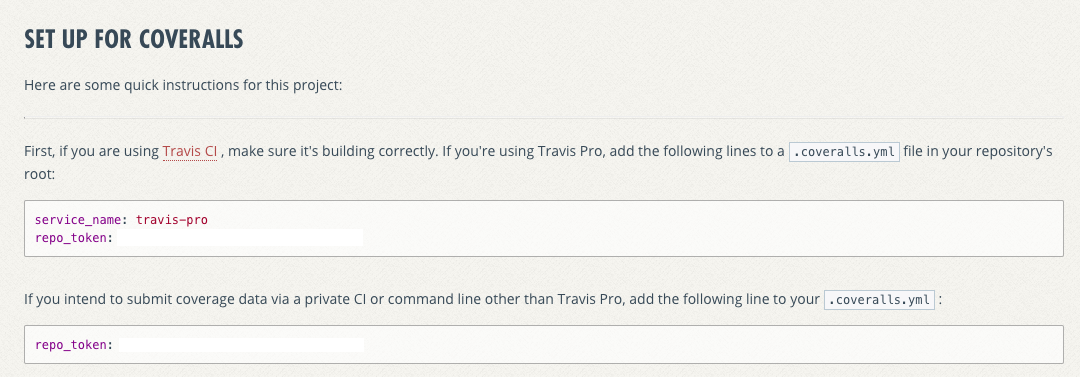 SET UP FOR COVERALLS
Here are some quick instructions for this project:
First, if you are using Travis CI , make sure it's building correctly. If you're using Travis Pro, add the following lines to a .coveralls.yml file in your repository's
root:
service_name: travis-pro
repo_token:
If you intend to submit coverage data via a private CI or command line other than Travis Pro, add the following line to your .coveralls.yml :
repo_token: